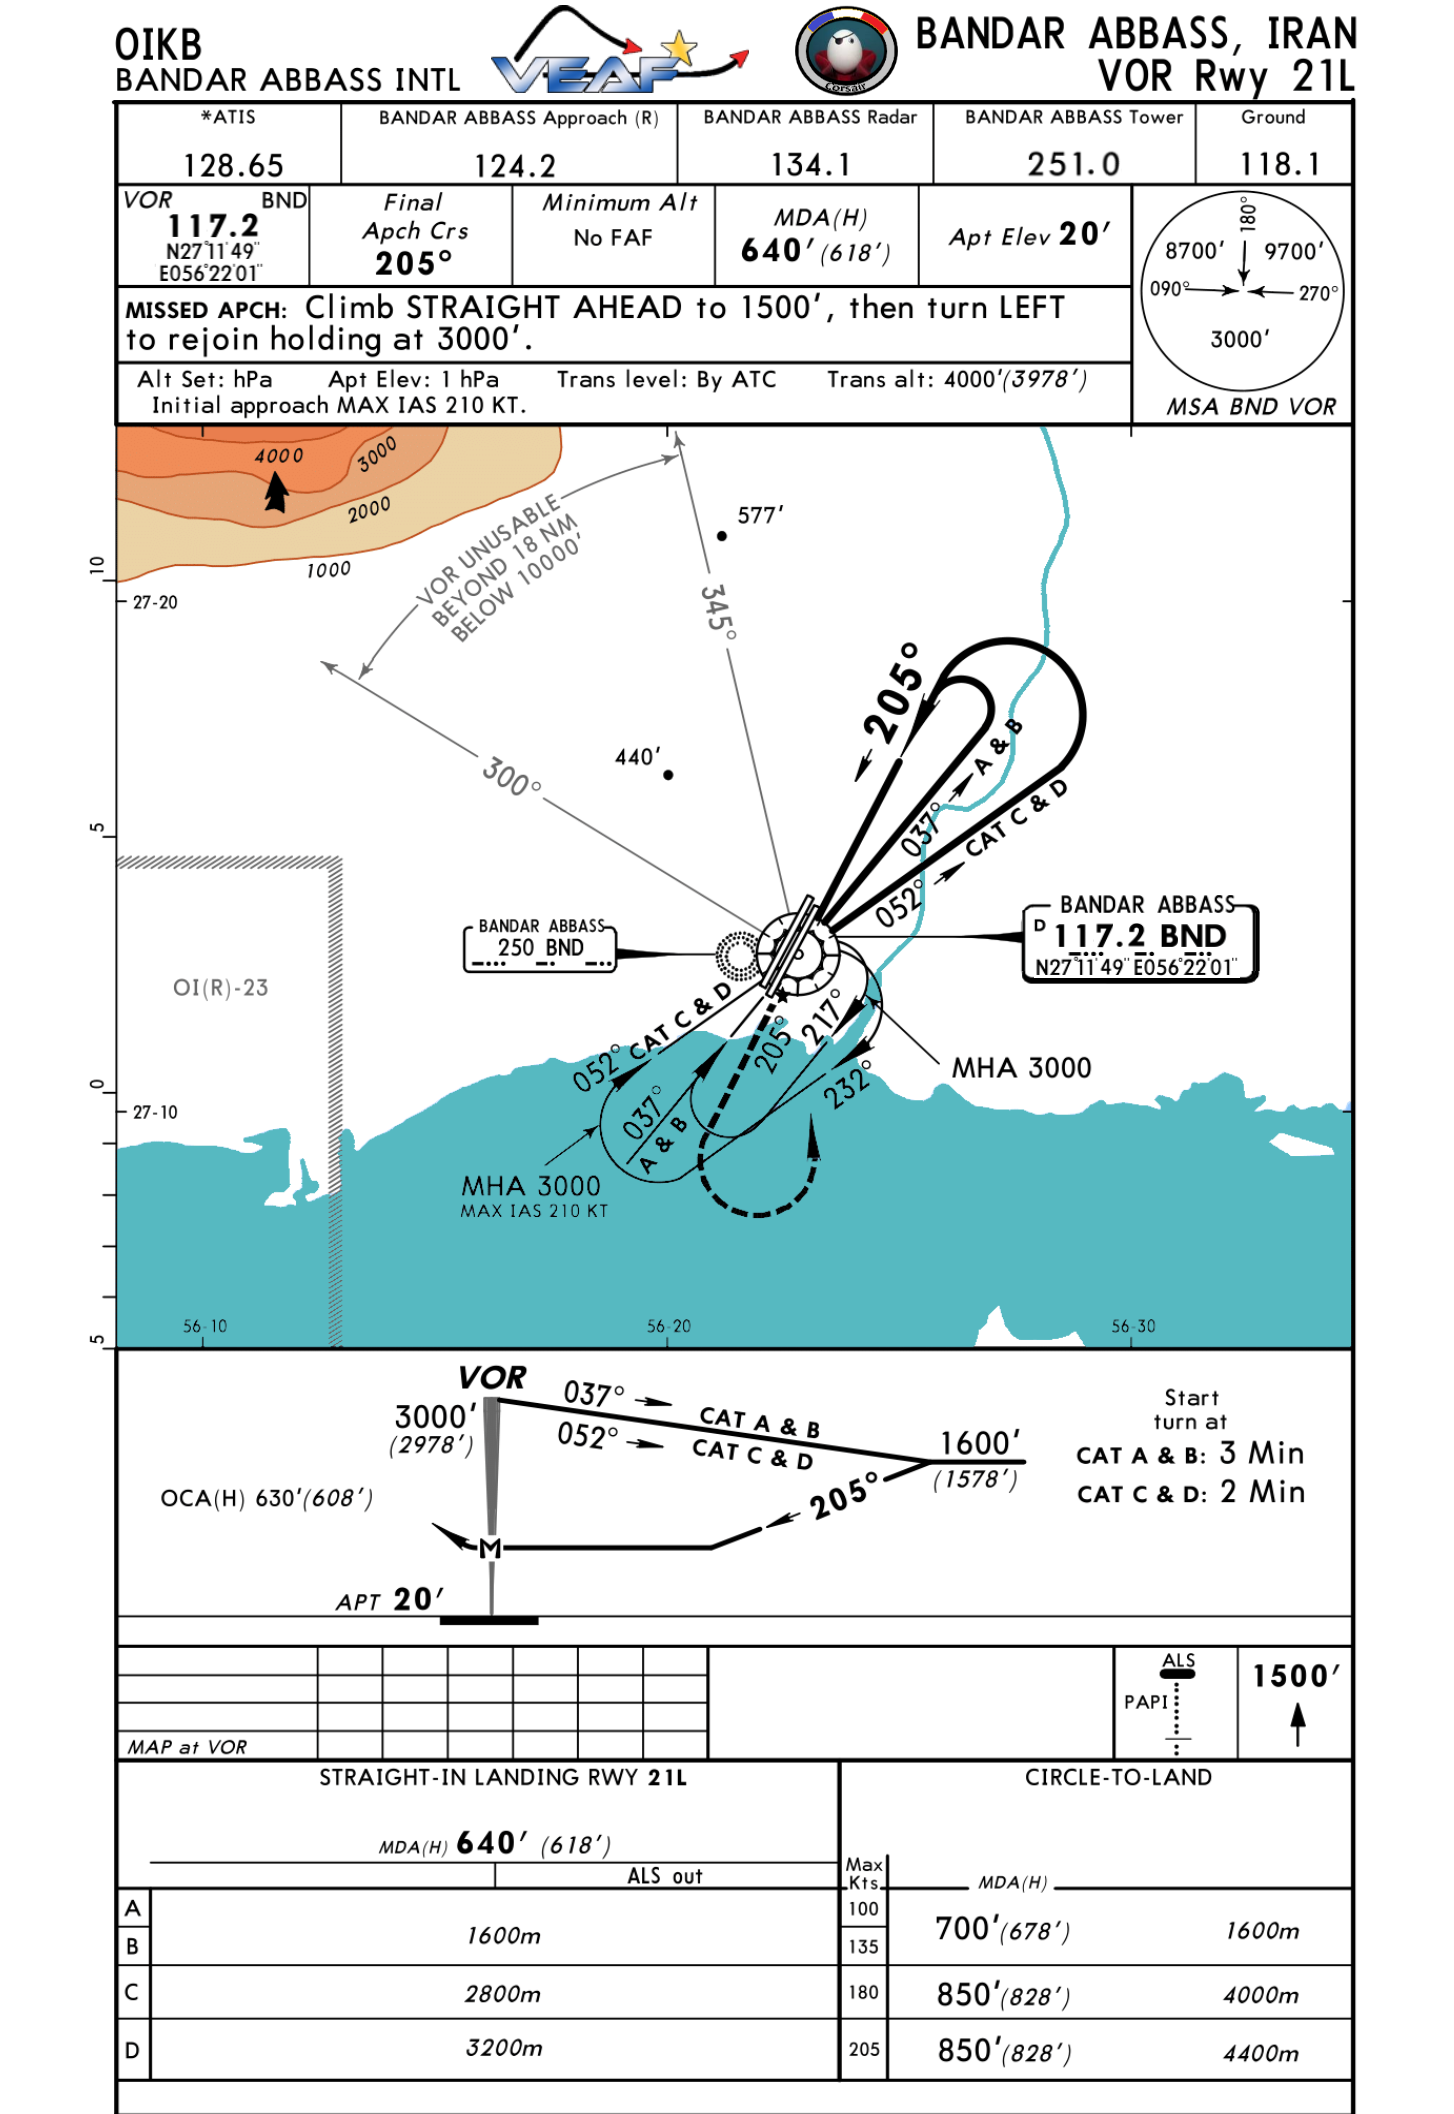 OIKB
BANDAR ABBASS INTL
VEAF
Corsair
BANDAR ABBASS, IRAN
VOR Rwy 21L
*ATIS
128.65
BANDAR ABBASS Approach (R)
124.2
BANDAR ABBASS Radar
134.1
BANDAR ABBASS Tower
251.0
Ground
118.1
VOR BND
117.2
N27°11'49"
E056°22'01"
Final
Apch Crs
205°
Minimum Alt
No FAF
MDA(H)
640' (618')
Apt Elev 20'
180°
8700' 9700'
090° 270°
3000'
MSA BND VOR
MISSED APCH: Climb STRAIGHT AHEAD to 1500', then turn LEFT
to rejoin holding at 3000'.
Alt Set: hPa Apt Elev: 1 hPa Trans level: By ATC Trans alt: 4000'(3978')
Initial approach MAX IAS 210 KT.
4000
3000
2000
1000
VOR UNUSABLE
BEYOND 18 NM
BELOW 10000'
577'
345°
10
27-20
205°
440'
300°
A & B
037°
CAT C & D
052°
5
BANDAR ABBASS
250 BND
BANDAR ABBASS
D 117.2 BND
N27°11'49" E056°22'01"
OI(R)-23
CAT C & D
052°
205°
217°
MHA 3000
232°
037°
A & B
0
27-10
MHA 3000
MAX IAS 210 KT
5
56-10
56-20
56-30
VOR
3000'
(2978')
037°
CAT A & B
052°
CAT C & D
1600'
(1578')
205°
OCA(H) 630'(608')
M
APT 20'
Start
turn at
CAT A & B: 3 Min
CAT C & D: 2 Min
MAP at VOR
ALS
PAPI
1500'
STRAIGHT-IN LANDING RWY 21L
CIRCLE-TO-LAND
MDA(H) 640' (618')
ALS out
Max
Kts
MDA(H)
A
B
1600m
100
135
700'(678') 1600m
C 2800m 180 850'(828') 4000m
D 3200m 205 850'(828') 4400m